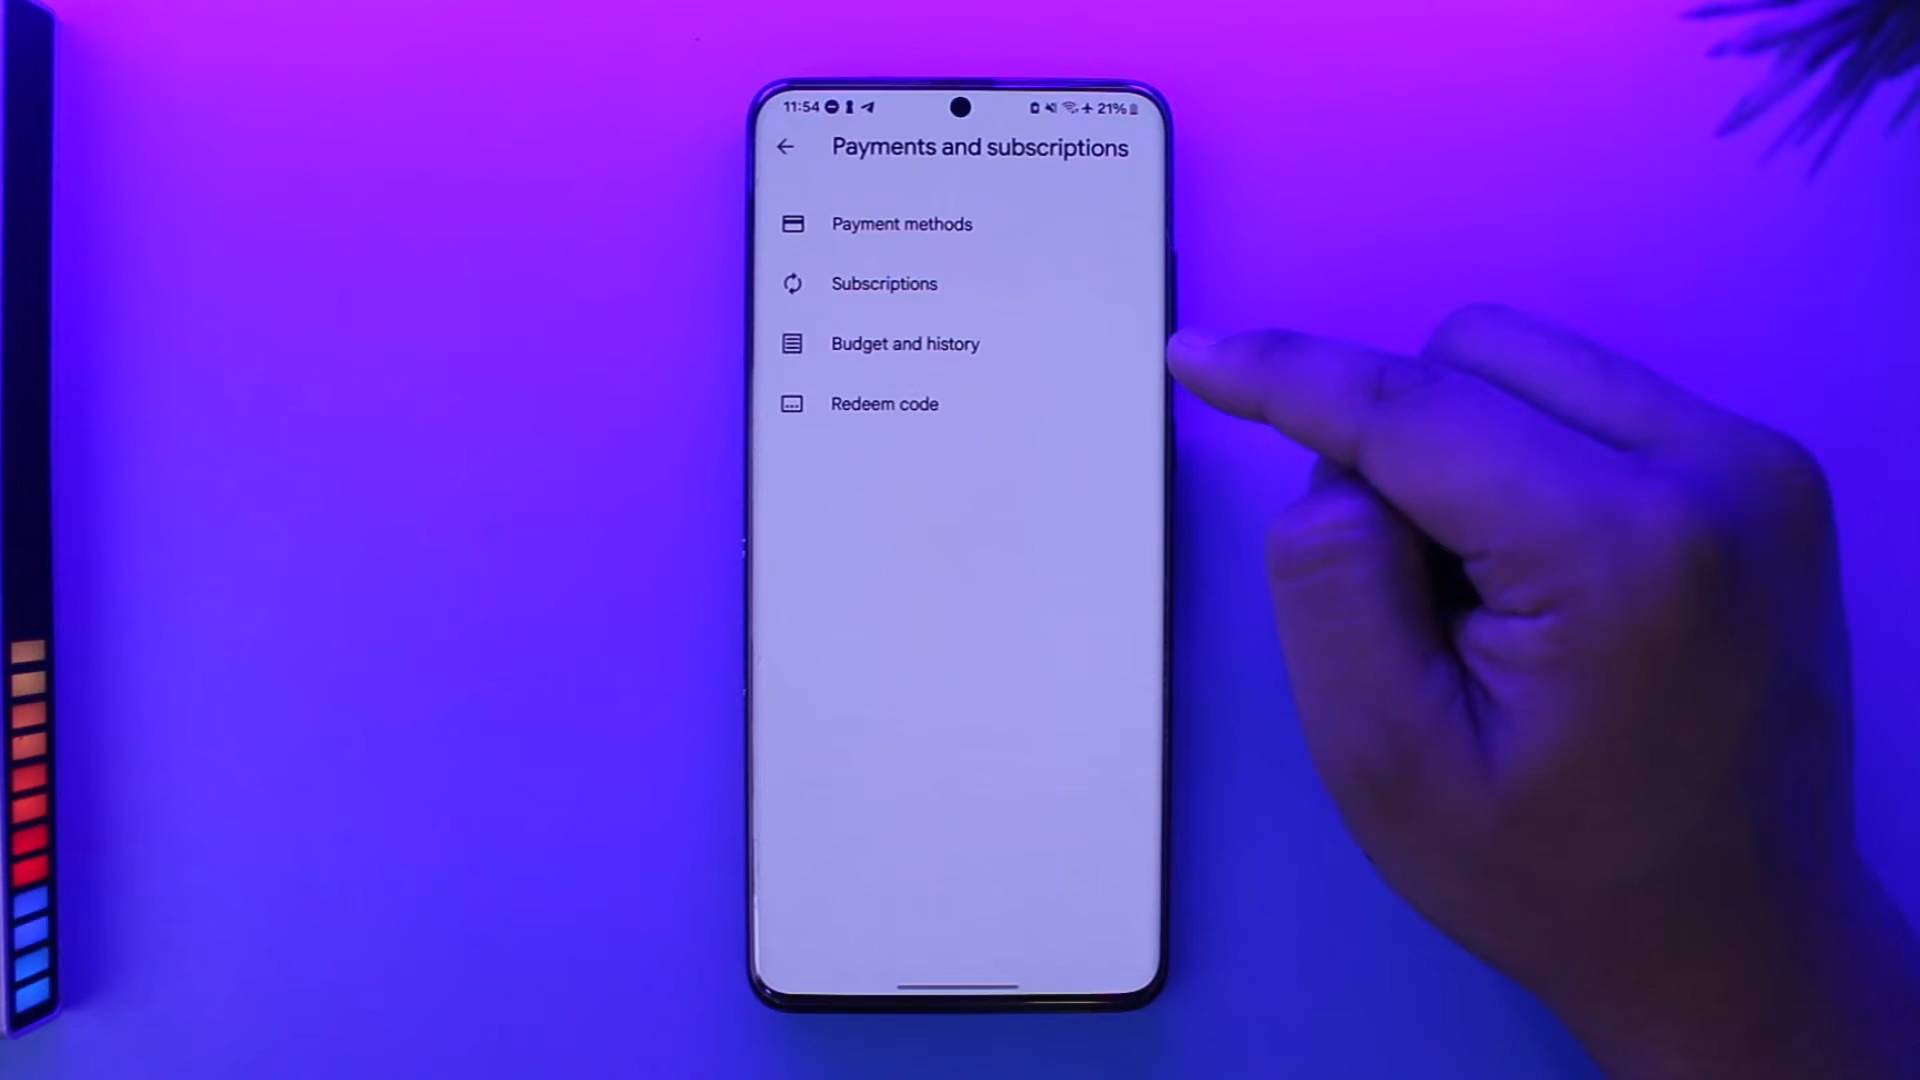 11:54 21%
Payments and subscriptions
Payment methods
Subscriptions
Budget and history
Redeem code